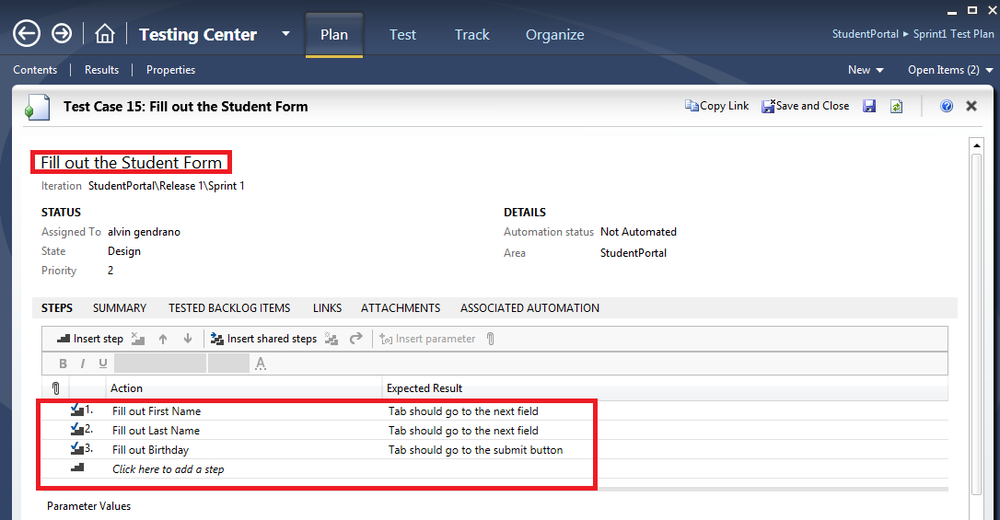 Testing Center Plan Test Track Organize StudentPortal ▸ Sprint1 Test Plan
Contents | Results | Properties New Open Items (2)
Test Case 15: Fill out the Student Form Copy Link Save and Close
Fill out the Student Form
Iteration StudentPortal\Release 1\Sprint 1
STATUS DETAILS
Assigned To alvin gendrano Automation status Not Automated
State Design Area StudentPortal
Priority 2
STEPS SUMMARY TESTED BACKLOG ITEMS LINKS ATTACHMENTS ASSOCIATED AUTOMATION
Insert step Insert shared steps Insert parameter
B I U A
Action Expected Result
1. Fill out First Name Tab should go to the next field
2. Fill out Last Name Tab should go to the next field
3. Fill out Birthday Tab should go to the submit button
Click here to add a step
Parameter Values